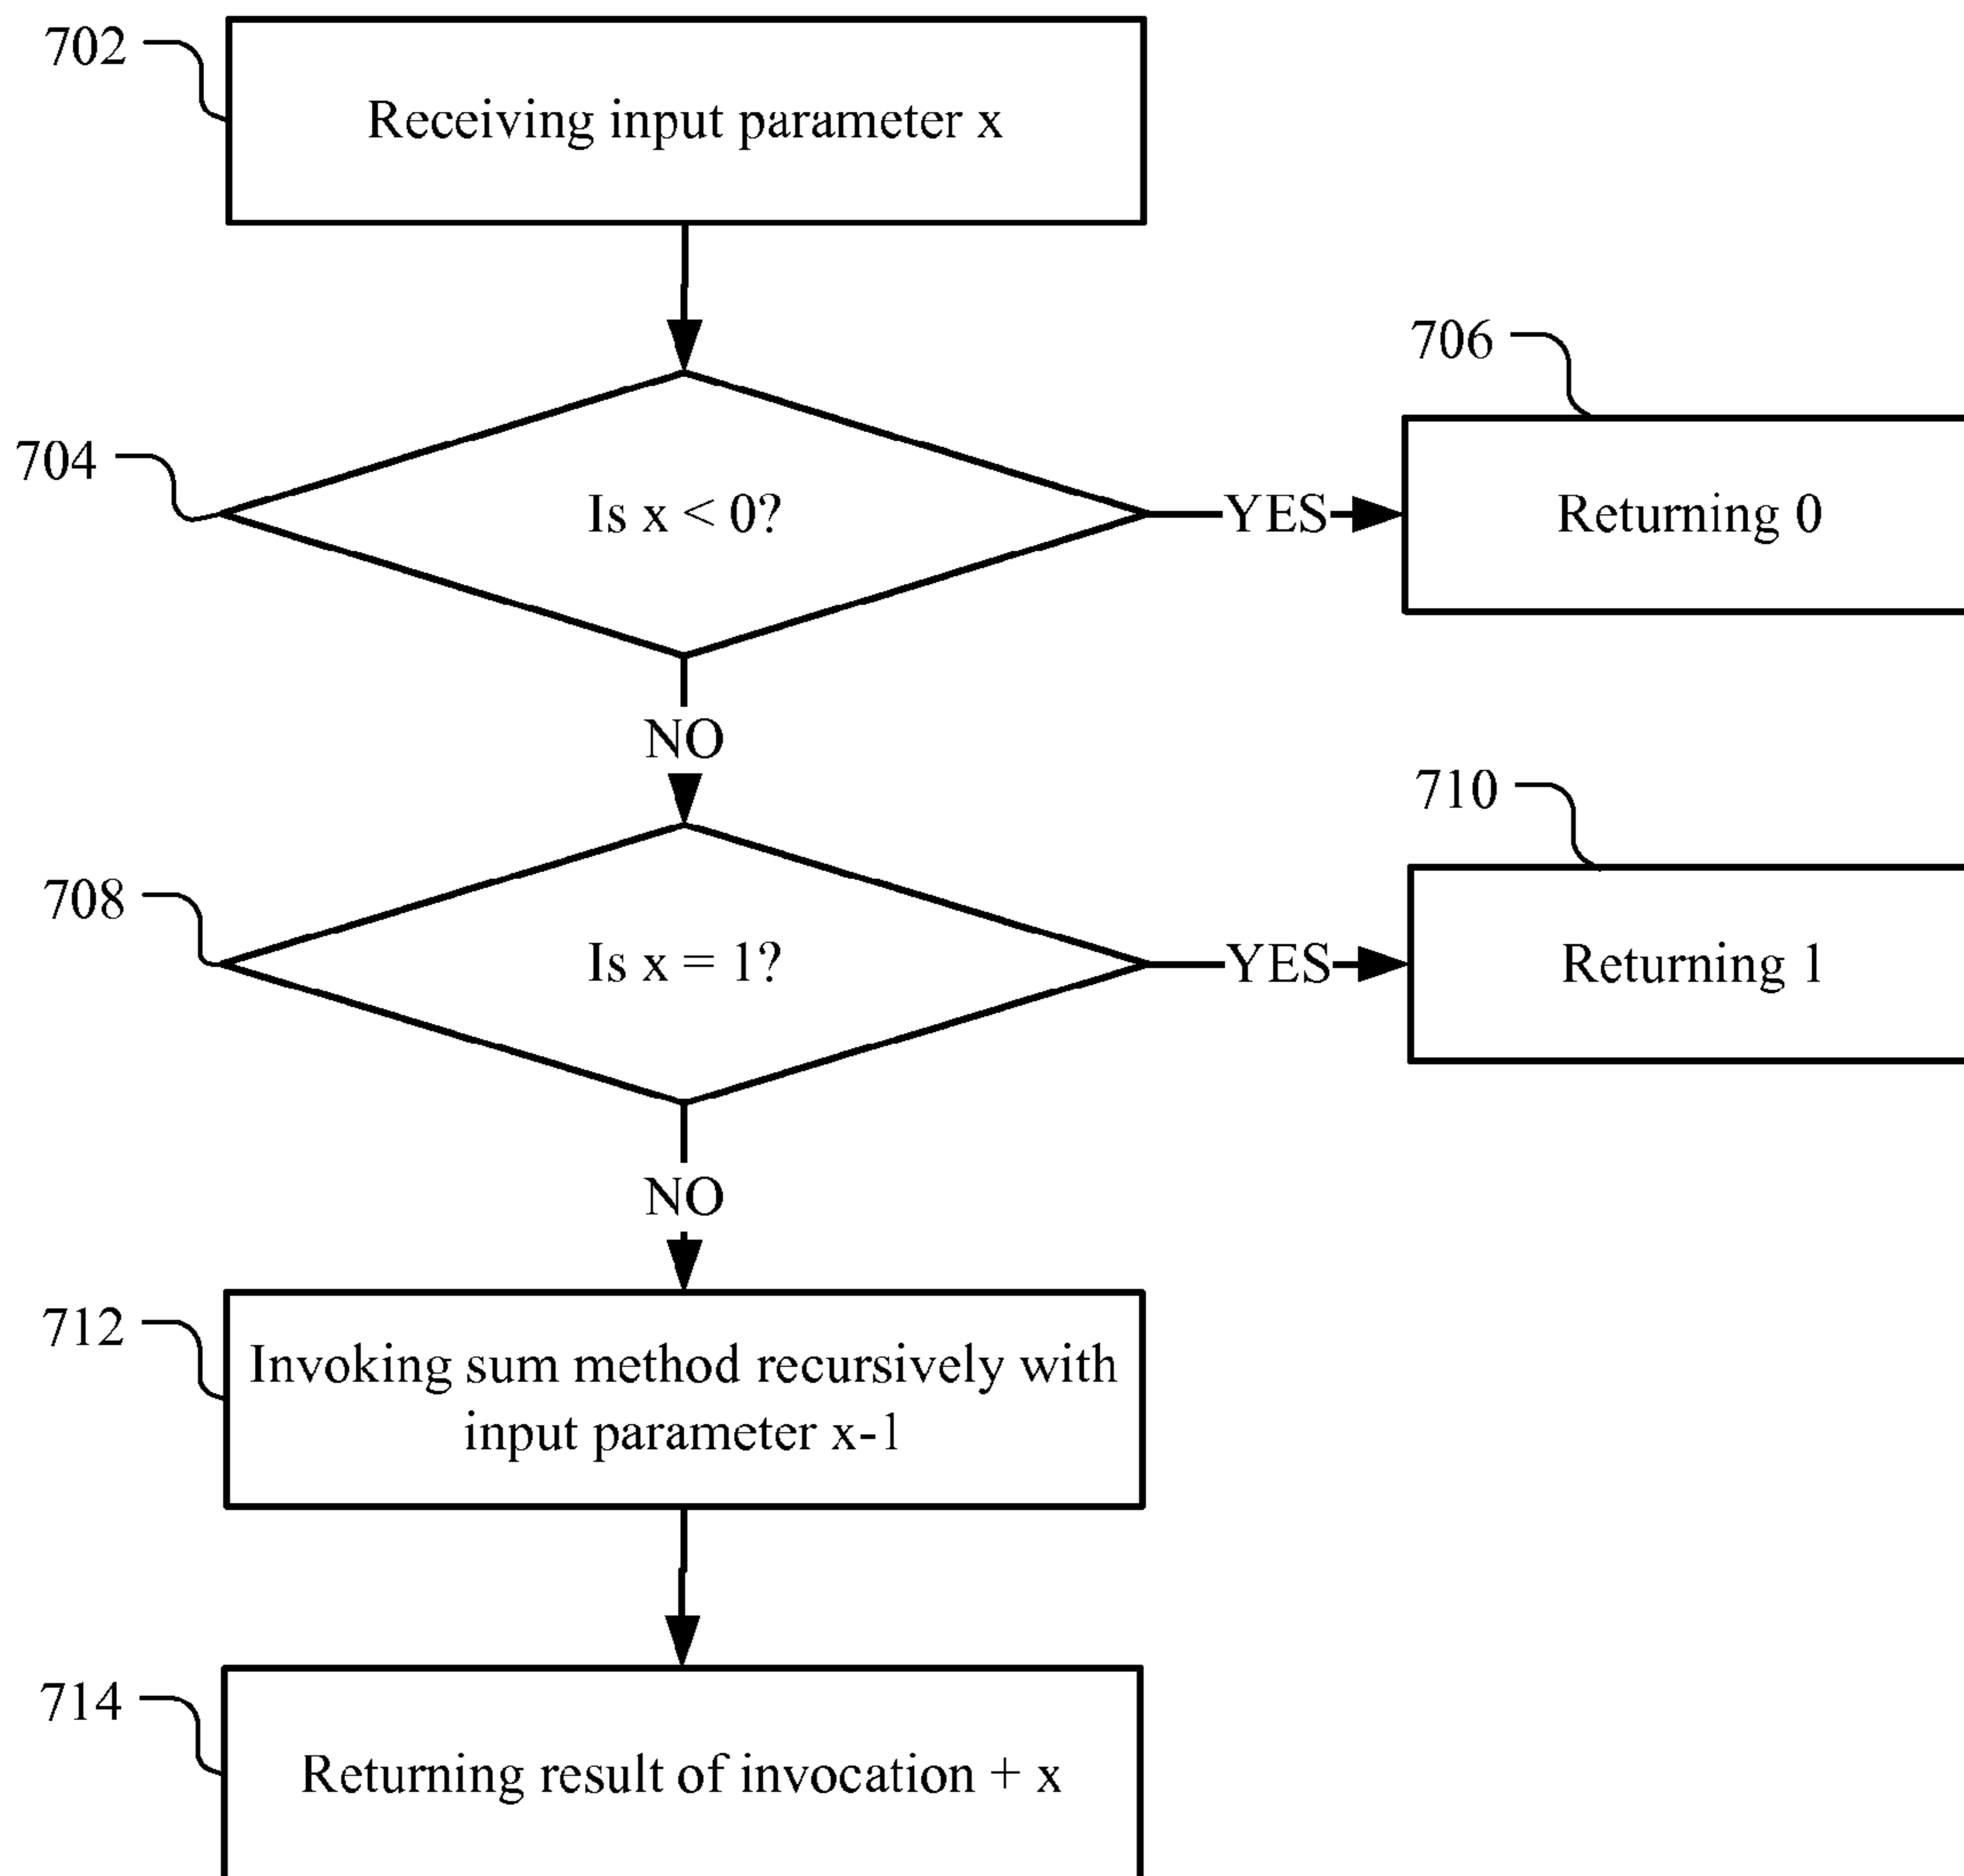 702
Receiving input parameter x
706
704
Is x < 0?
YES
Returning 0
NO
710
708
Is x = 1?
YES
Returning 1
NO
712
Invoking sum method recursively with
input parameter x-1
714
Returning result of invocation + x